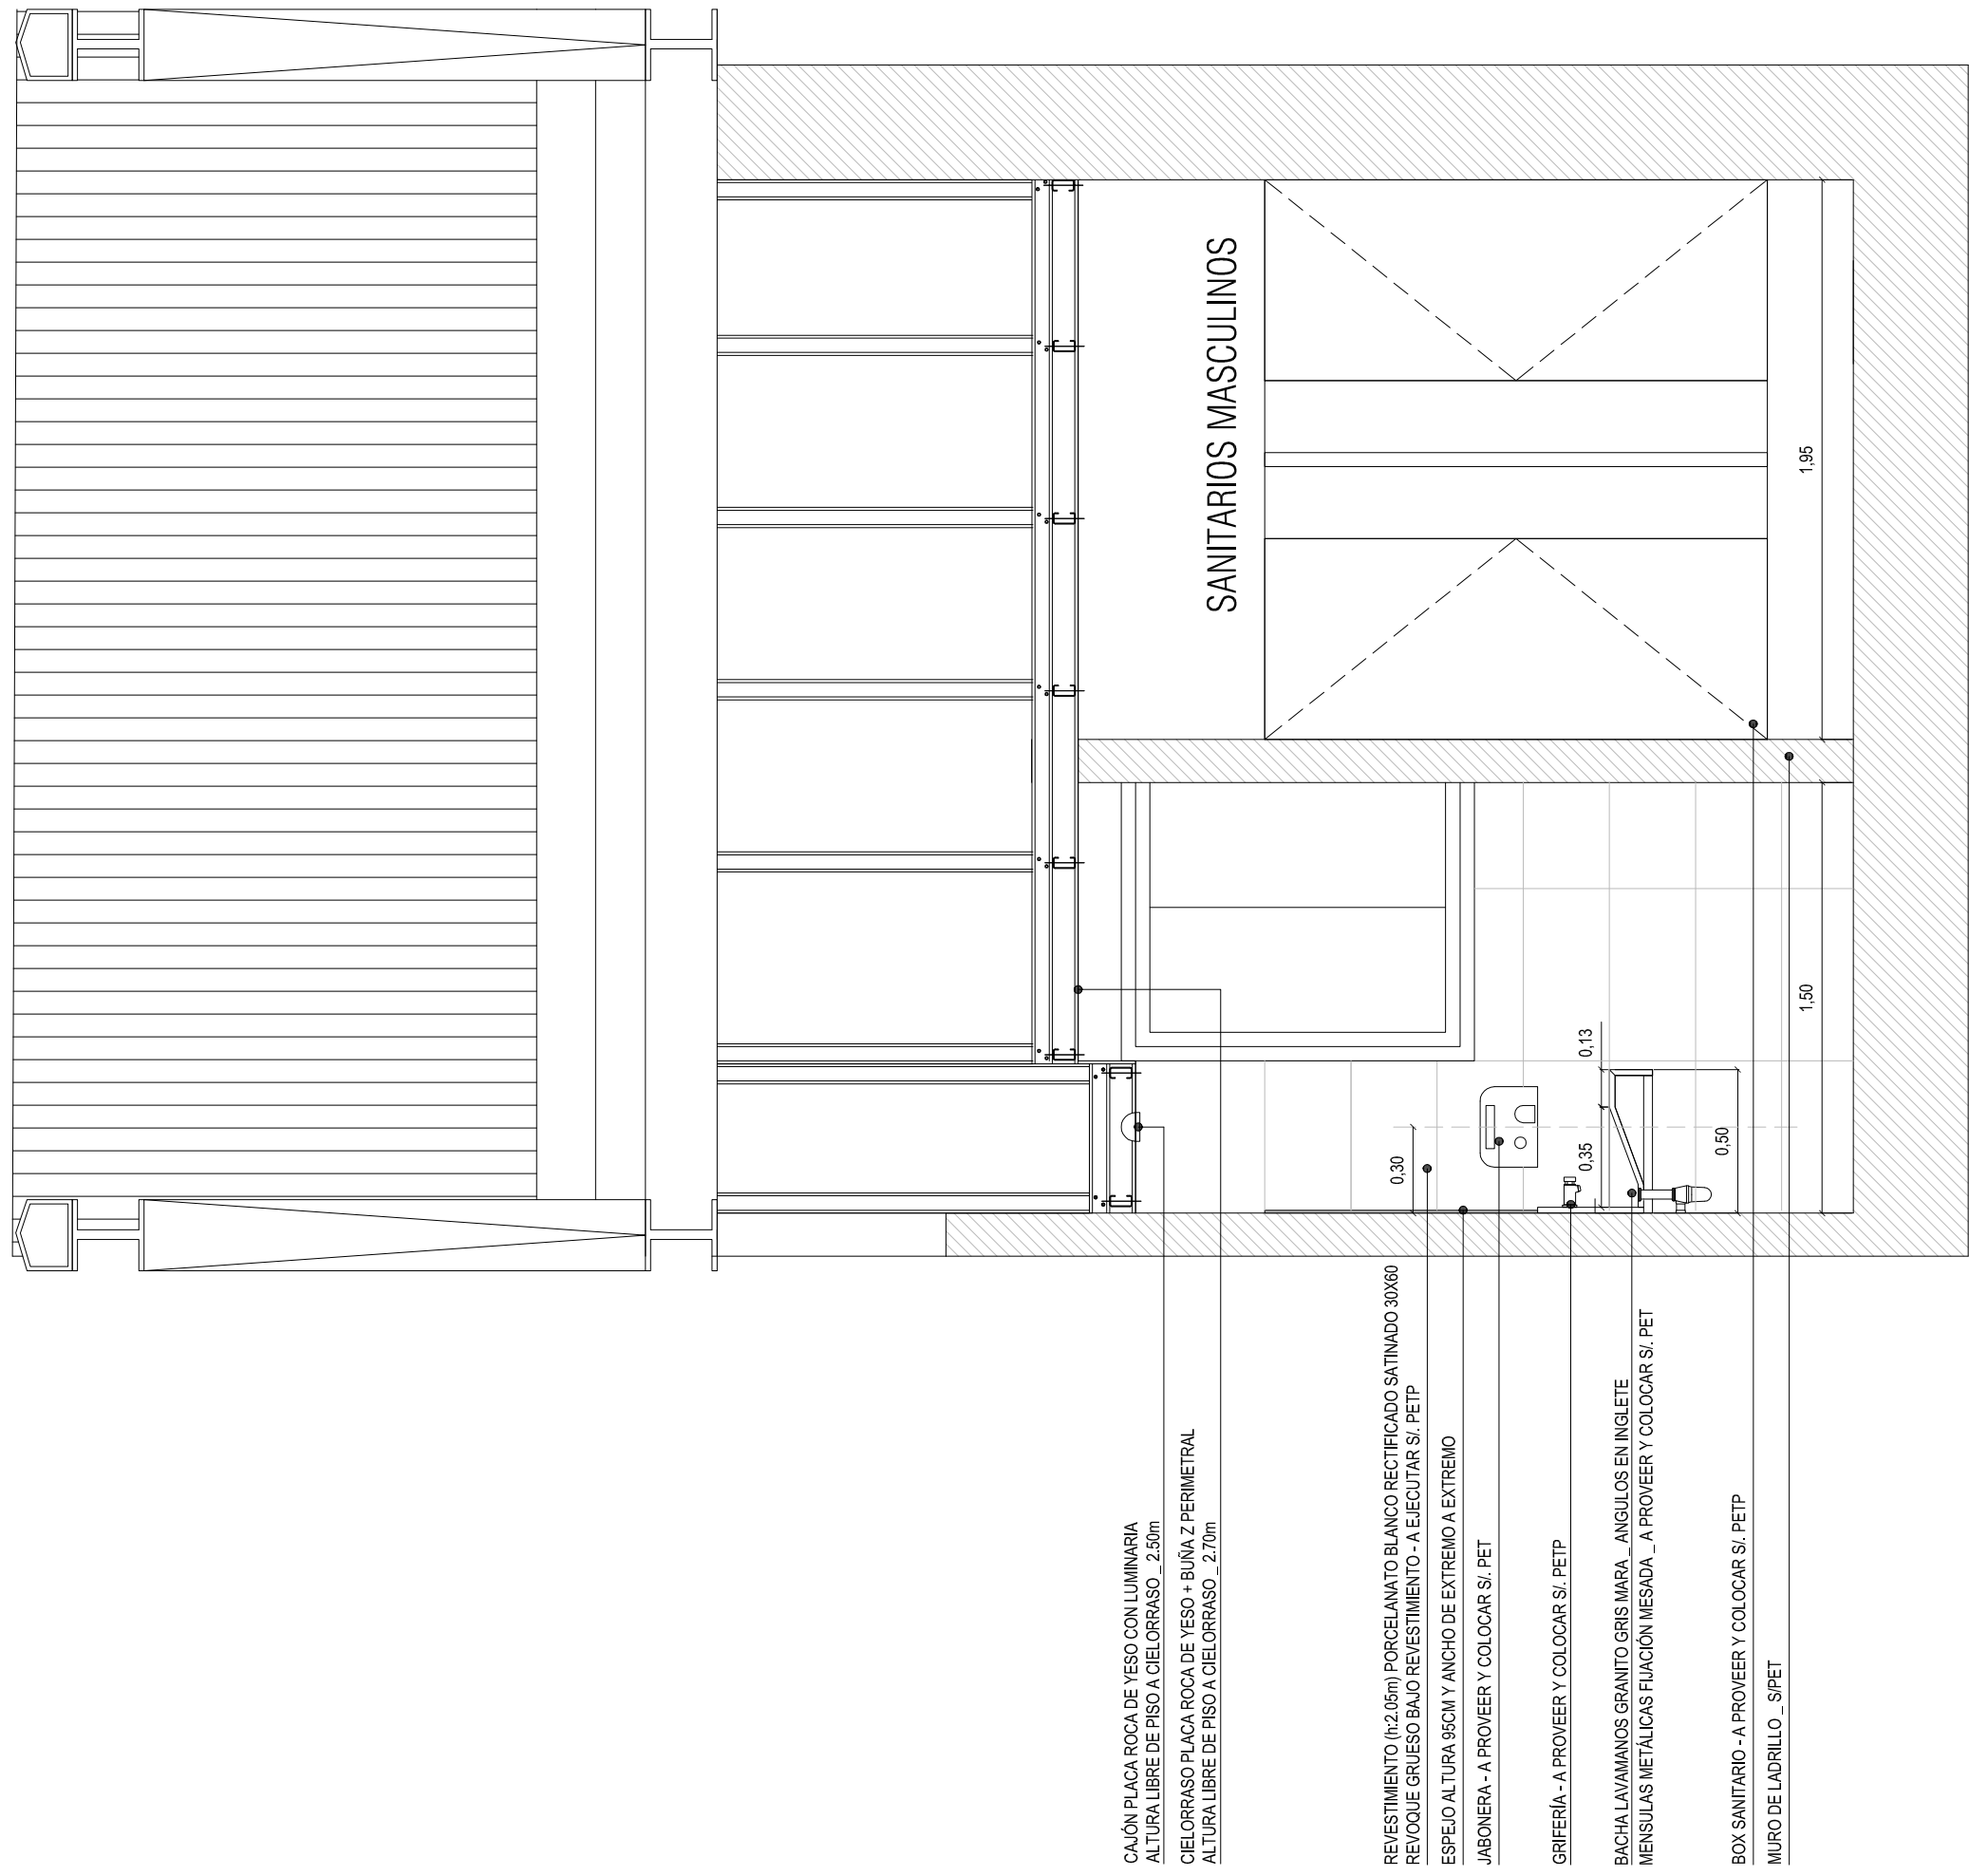 SANITARIOS MASCULINOS
1,95
1,50
0,13
0,35
0,50
0,30
CAJÓN PLACA ROCA DE YESO CON LUMINARIA
ALTURA LIBRE DE PISO A CIELORRASO _ 2.50m
CIELORRASO PLACA ROCA DE YESO + BUÑA Z PERIMETRAL
ALTURA LIBRE DE PISO A CIELORRASO _ 2.70m
REVESTIMIENTO (h:2.05m) PORCELANATO BLANCO RECTIFICADO SATINADO 30X60
REVOQUE GRUESO BAJO REVESTIMIENTO - A EJECUTAR S/. PETP
ESPEJO ALTURA 95CM Y ANCHO DE EXTREMO A EXTREMO
JABONERA - A PROVEER Y COLOCAR S/. PET
GRIFERÍA - A PROVEER Y COLOCAR S/. PETP
BACHA LAVAMANOS GRANITO GRIS MARA _ ANGULOS EN INGLETE
MENSULAS METÁLICAS FIJACIÓN MESADA _ A PROVEER Y COLOCAR S/. PET
BOX SANITARIO - A PROVEER Y COLOCAR S/. PETP
MURO DE LADRILLO _ S/PET